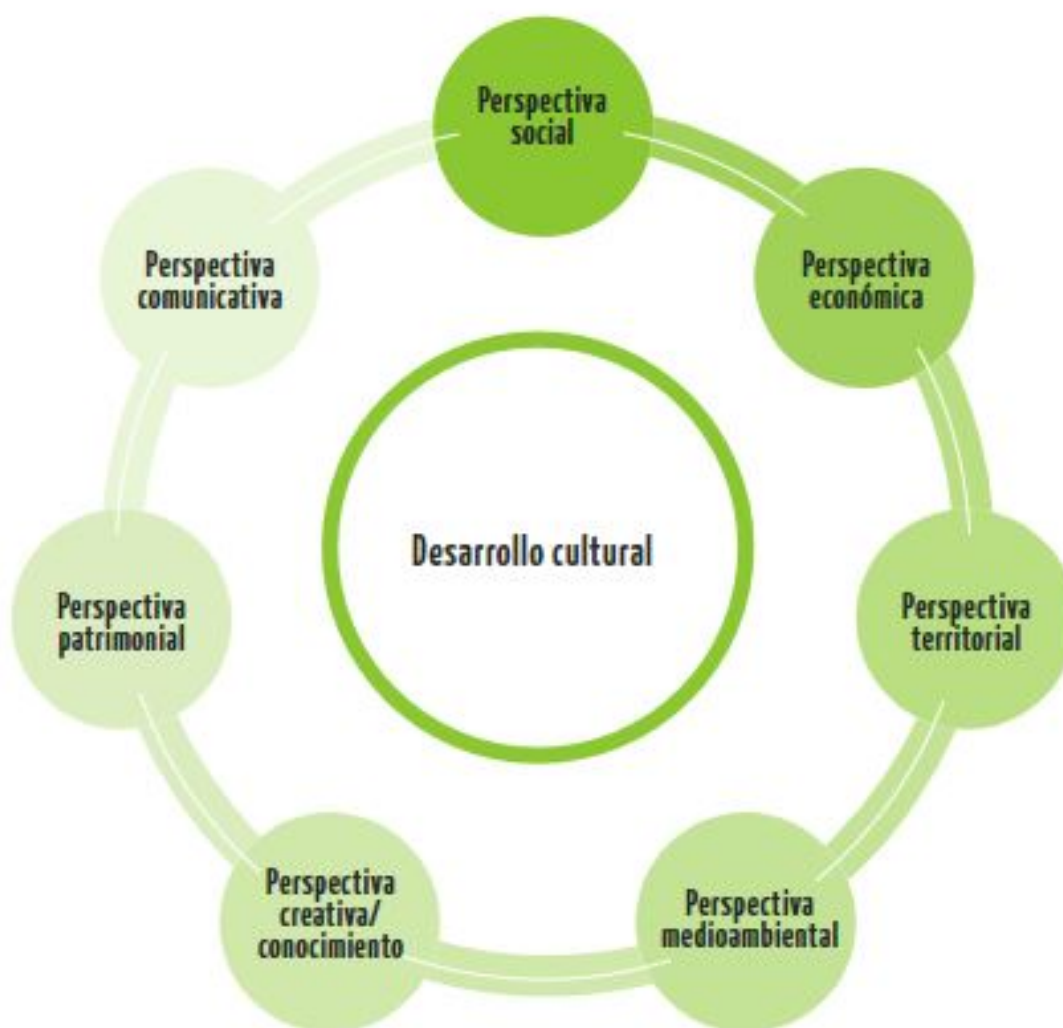 Perspectiva
social
Perspectiva
económica
Perspectiva
territorial
Perspectiva
medioambiental
Perspectiva
creativa/
conocimiento
Perspectiva
patrimonial
Perspectiva
comunicativa
Desarrollo cultural